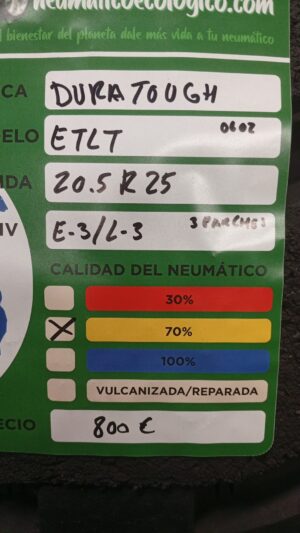 neumaticoecologico.com
l bienestar del planeta dale más vida a tu neumático
CA DURATOUGH
ELO ETLT 0602
IDA 20.5 R 25
IV E-3/L-3 3 PARCHES
CALIDAD DEL NEUMÁTICO
30%
X 70%
100%
VULCANIZADA/REPARADA
ECIO 800 €